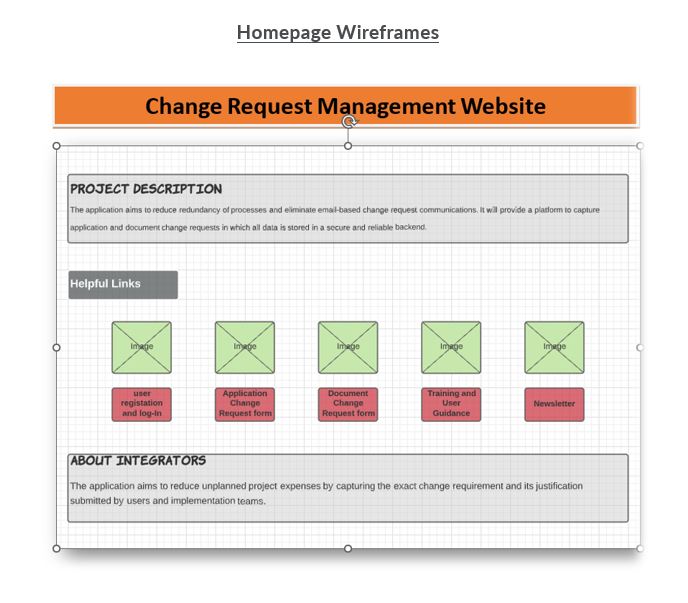 Homepage Wireframes
Change Request Management Website
PROJECT DESCRIPTION
The application aims to reduce redundancy of processes and eliminate email-based change request communications. It will provide a platform to capture
application and document change requests in which all data is stored in a secure and reliable backend.
Helpful Links
Image
Image
Image
Image
Image
user
registation
and log-In
Application
Change
Request form
Document
Change
Request form
Training and
User
Guidance
Newsletter
ABOUT INTEGRATORS
The application aims to reduce unplanned project expenses by capturing the exact change requirement and its justification
submitted by users and implementation teams.